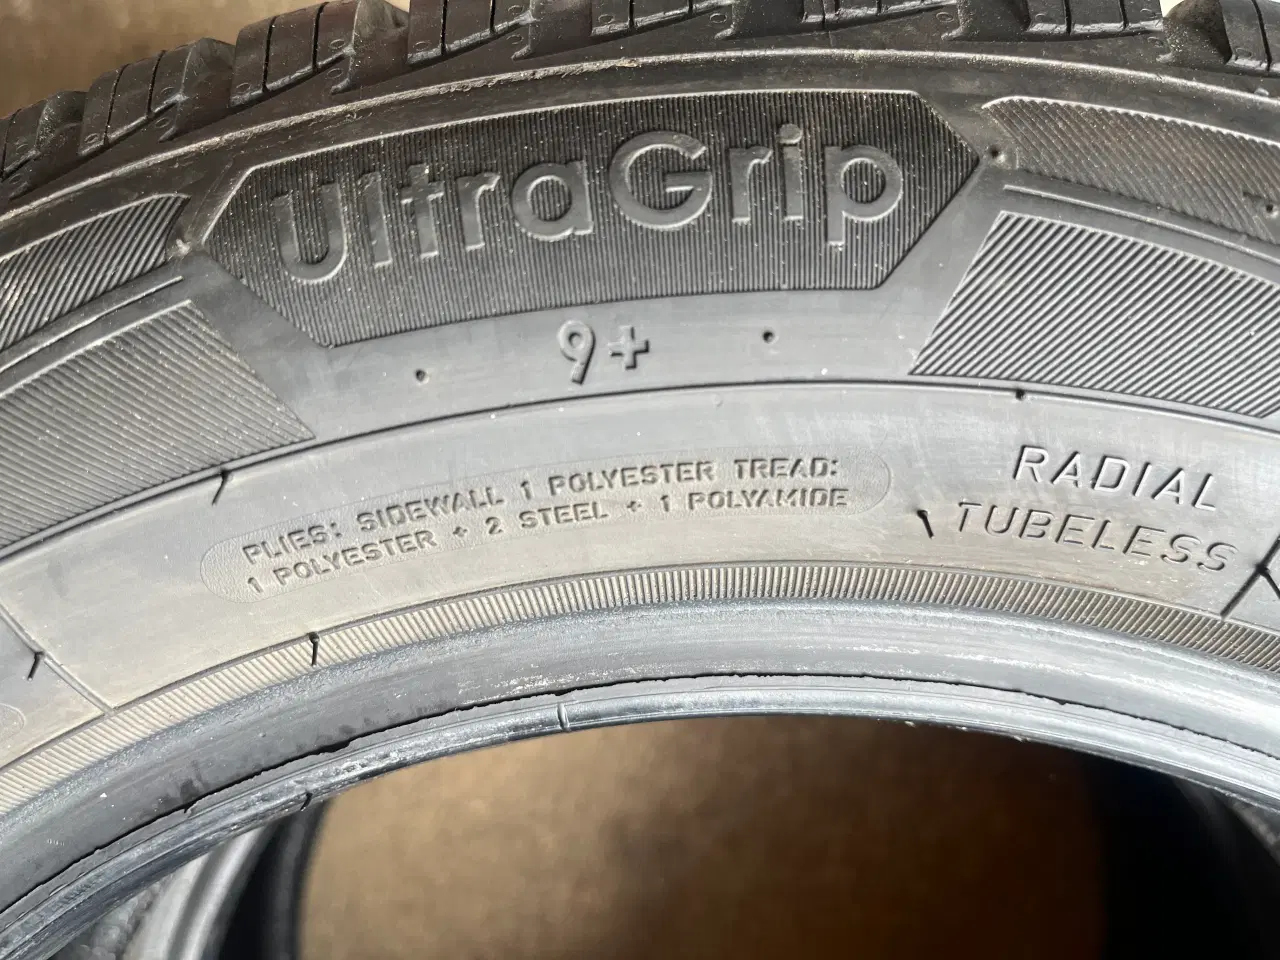 UltraGrip
9+
PLIES: SIDEWALL 1 POLYESTER TREAD:
1 POLYESTER + 2 STEEL + 1 POLYAMIDE
RADIAL
TUBELESS